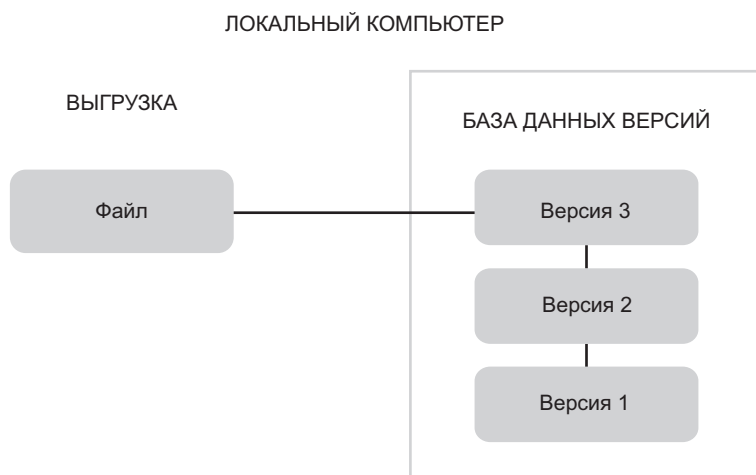 ЛОКАЛЬНЫЙ КОМПЬЮТЕР
ВЫГРУЗКА
БАЗА ДАННЫХ ВЕРСИЙ
Файл
Версия 3
Версия 2
Версия 1